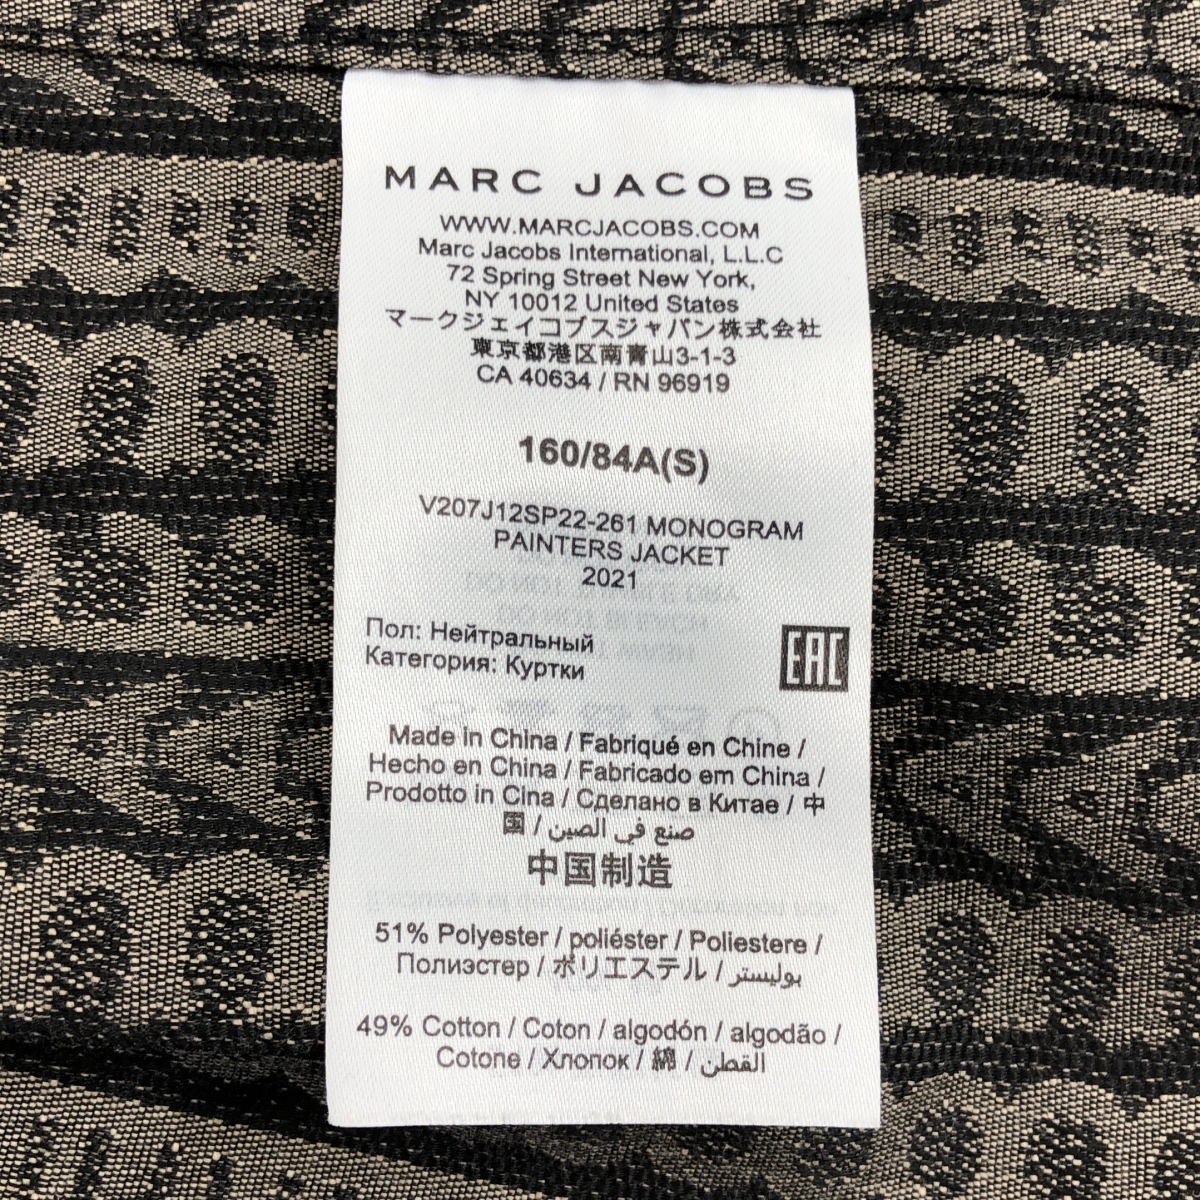 MARC JACOBS
WWW.MARCJACOBS.COM
Marc Jacobs International, L.L.C
72 Spring Street New York,
NY 10012 United States
マークジェイコブスジャパン株式会社
東京都港区南青山3-1-3
CA 40634 / RN 96919
160/84A(S)
V207J12SP22-261 MONOGRAM
PAINTERS JACKET
2021
Пол: Нейтральный
Категория: Куртки
EAC
Made in China / Fabriqué en Chine /
Hecho en China / Fabricado em China /
Prodotto in Cina / Сделано в Китае / 中
国 / صنع في الصين
中国制造
51% Polyester / poliéster / Poliestere /
Полиэстер / ポリエステル / بوليستر
49% Cotton / Coton / algodón / algodão /
Cotone / Хлопок / 綿 / القطن